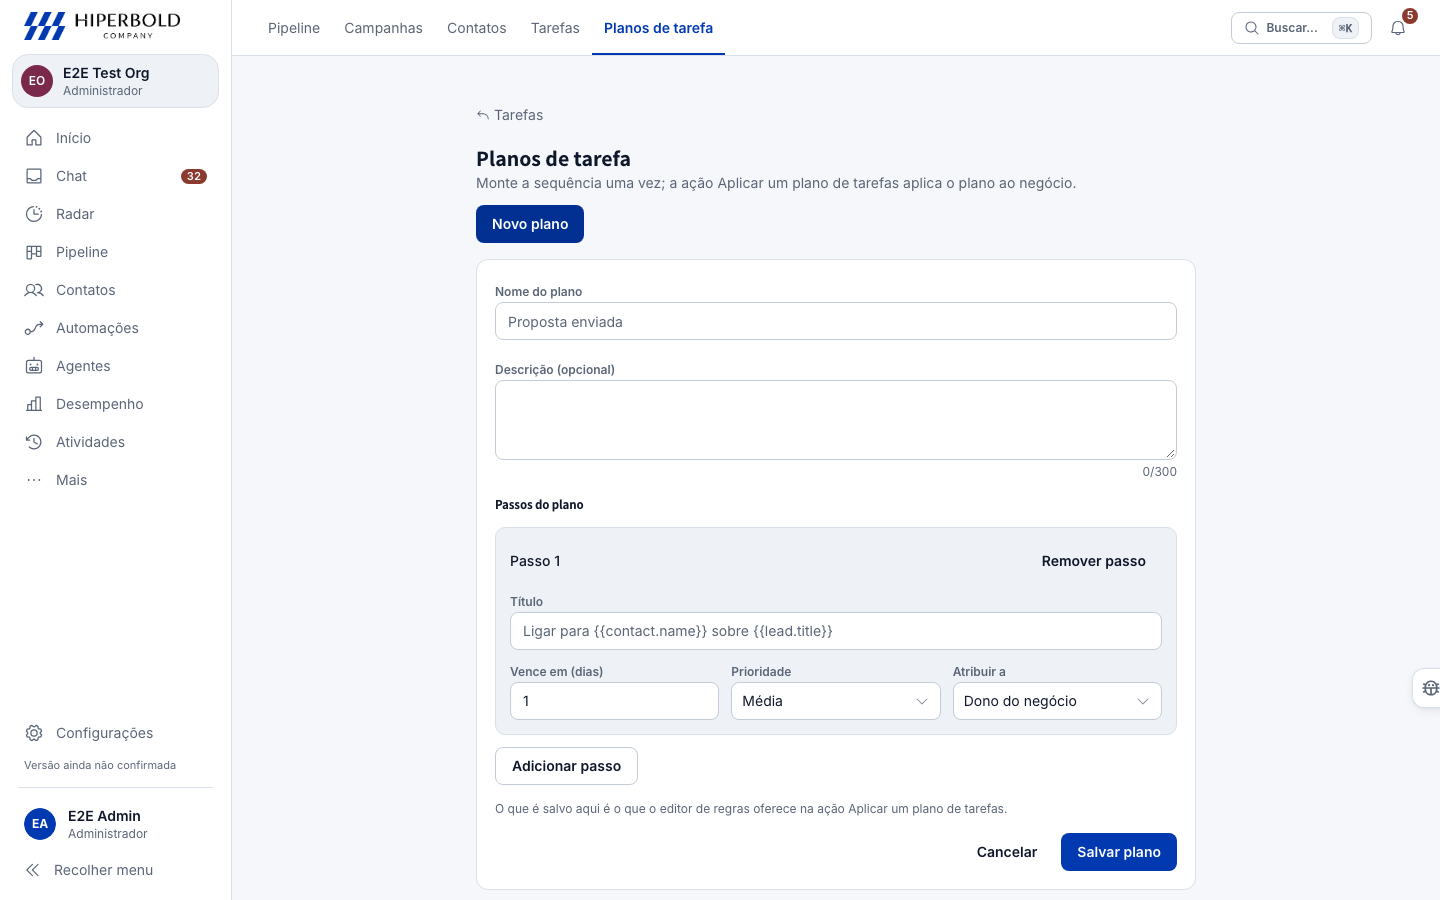 HIPERBOLD
COMPANY
EO
E2E Test Org
Administrador
Início
Chat
32
Radar
Pipeline
Contatos
Automações
Agentes
Desempenho
Atividades
Mais
Configurações
Versão ainda não confirmada
EA
E2E Admin
Administrador
Recolher menu
Pipeline
Campanhas
Contatos
Tarefas
Planos de tarefa
Buscar...
⌘K
5
Tarefas
Planos de tarefa
Monte a sequência uma vez; a ação Aplicar um plano de tarefas aplica o plano ao negócio.
Novo plano
Nome do plano
Proposta enviada
Descrição (opcional)
0/300
Passos do plano
Passo 1
Remover passo
Título
Ligar para {{contact.name}} sobre {{lead.title}}
Vence em (dias)
Prioridade
Atribuir a
1
Média
Dono do negócio
Adicionar passo
O que é salvo aqui é o que o editor de regras oferece na ação Aplicar um plano de tarefas.
Cancelar
Salvar plano